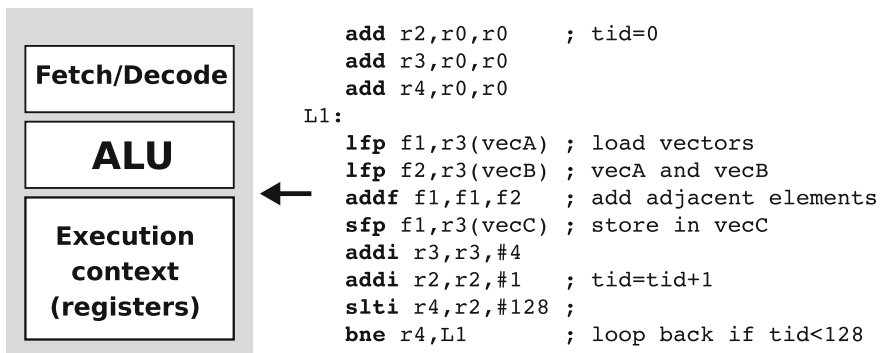 Fetch/Decode
ALU
Execution
context
(registers)
add r2,r0,r0 ; tid=0
add r3,r0,r0
add r4,r0,r0
L1:
lfp f1,r3(vecA) ; load vectors
lfp f2,r3(vecB) ; vecA and vecB
addf f1,f1,f2 ; add adjacent elements
sfp f1,r3(vecC) ; store in vecC
addi r3,r3,#4
addi r2,r2,#1 ; tid=tid+1
slti r4,r2,#128 ;
bne r4,L1 ; loop back if tid<128